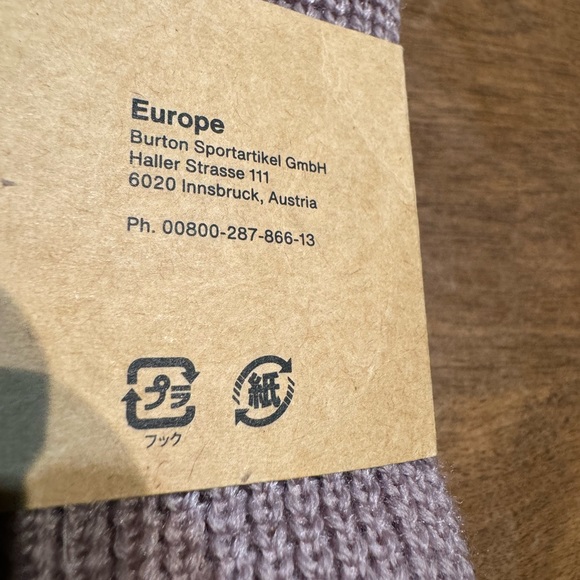 Europe
Burton Sportartikel GmbH
Haller Strasse 111
6020 Innsbruck, Austria
Ph. 00800-287-866-13
プラ
紙
フック